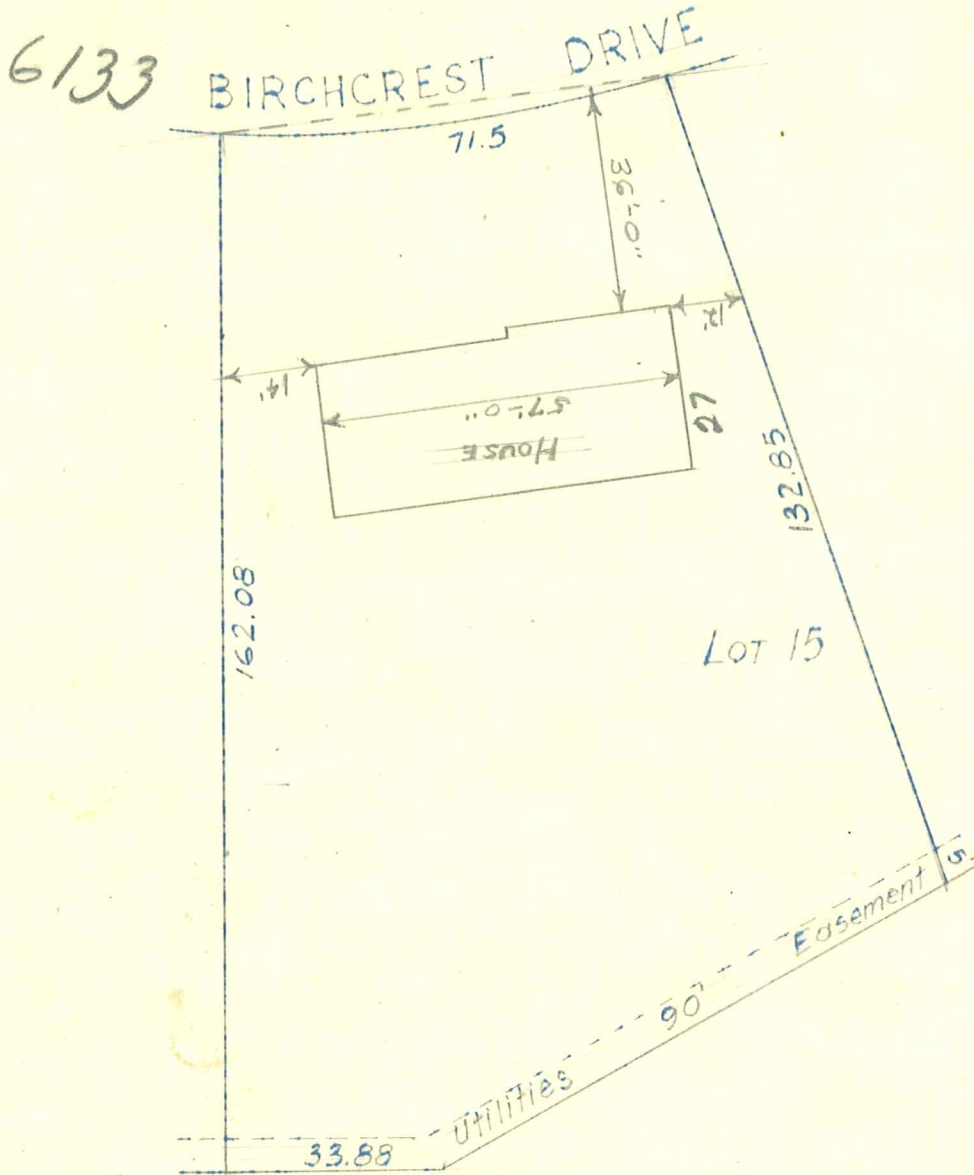 6133 BIRCHCREST DRIVE
71.5
36'-0"
12'
14'
57'-0"
27
HOUSE
132.85
162.08
LOT 15
5
Easement
90'
Utilities
33.88